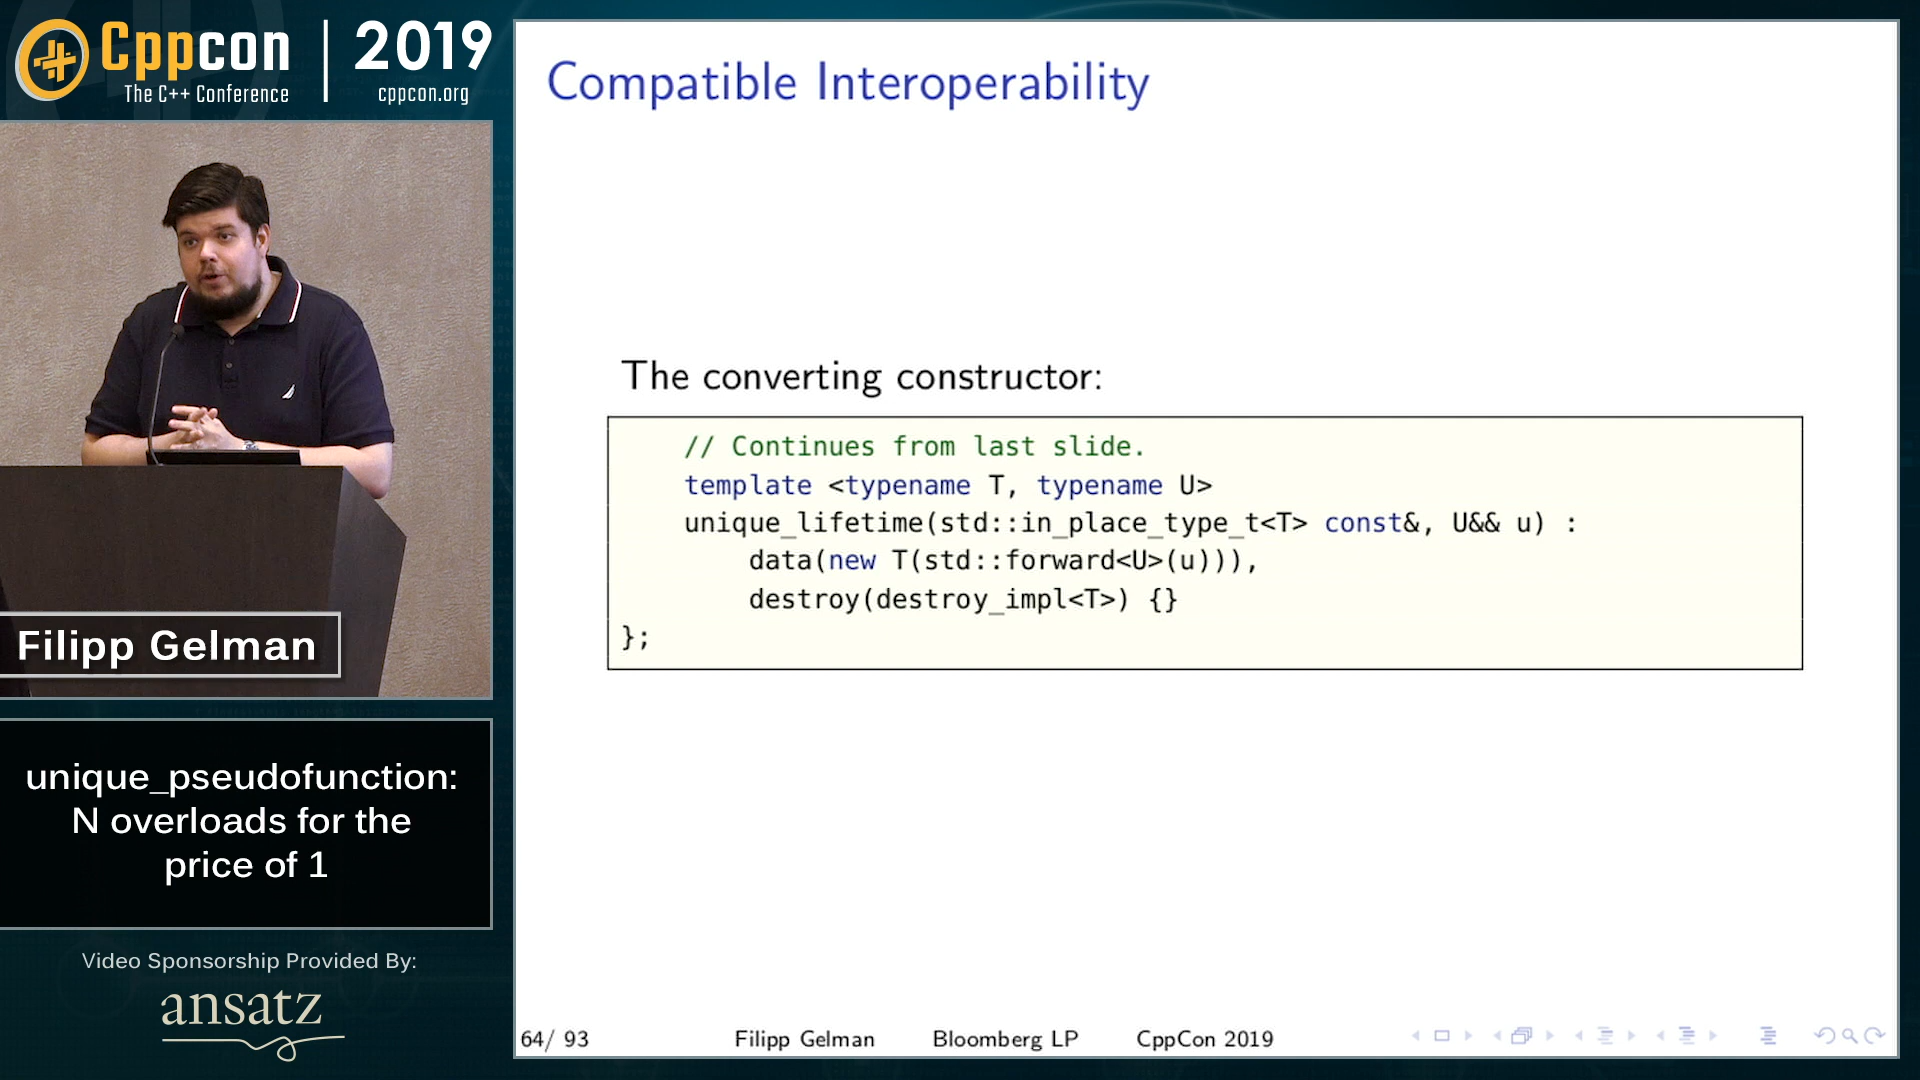 Cppcon
The C++ Conference
2019
cppcon.org
Filipp Gelman
unique_pseudofunction:
N overloads for the
price of 1
Video Sponsorship Provided By:
ansatz
Compatible Interoperability
The converting constructor:
// Continues from last slide.
template <typename T, typename U>
unique_lifetime(std::in_place_type_t<T> const&, U&& u) :
data(new T(std::forward<U>(u))),
destroy(destroy_impl<T>) {}
};
64/ 93 Filipp Gelman Bloomberg LP CppCon 2019